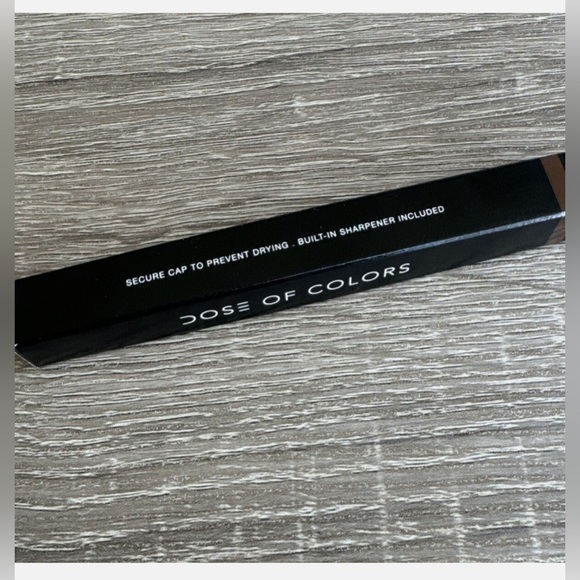 SECURE CAP TO PREVENT DRYING . BUILT-IN SHARPENER INCLUDED
DOSE OF COLORS